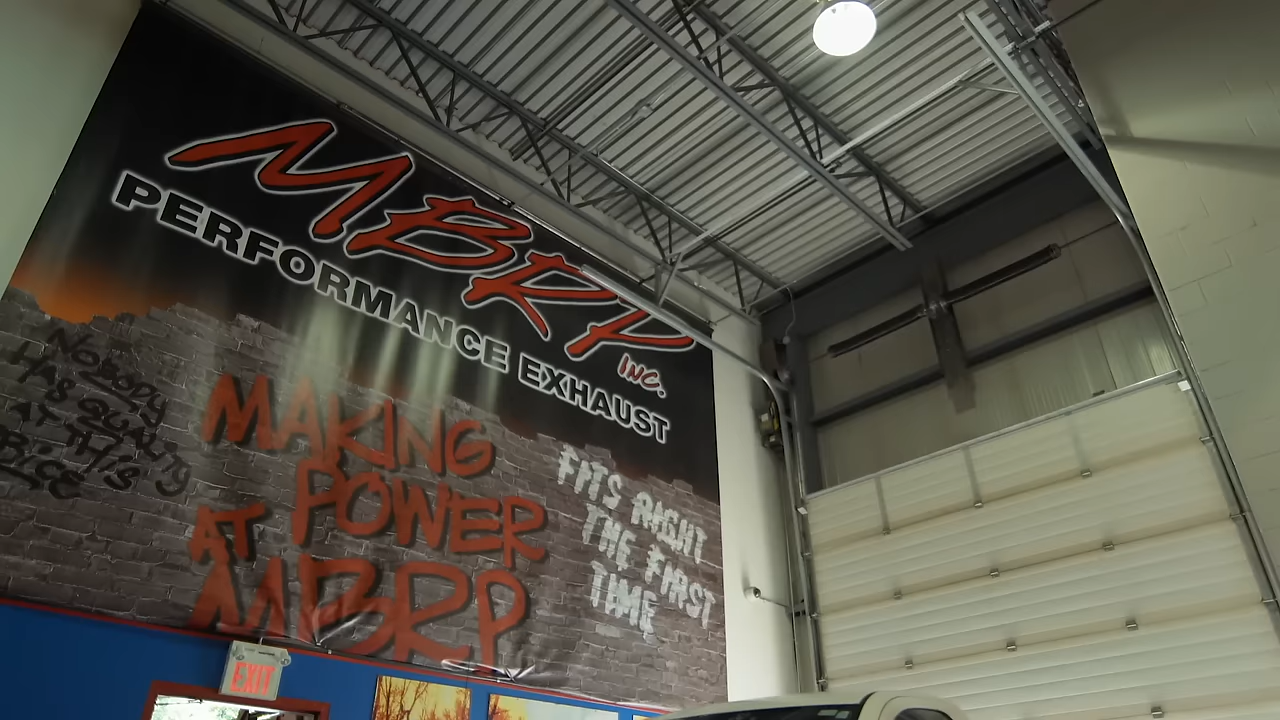 MBRP
INC.
PERFORMANCE EXHAUST
NOBODY
HAS QUALITY
AT THIS
PRICE
MAKING
POWER
AT
MBRP
FITS RIGHT
THE FIRST
TIME
EXIT